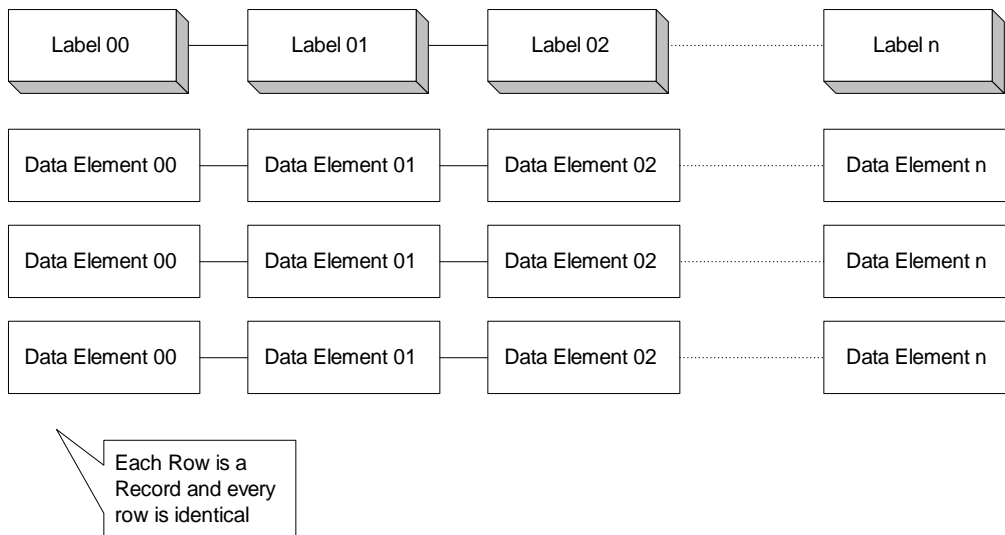 Label 00
Label 01
Label 02
Label n
Data Element 00
Data Element 01
Data Element 02
Data Element n
Data Element 00
Data Element 01
Data Element 02
Data Element n
Data Element 00
Data Element 01
Data Element 02
Data Element n
Each Row is a
Record and every
row is identical